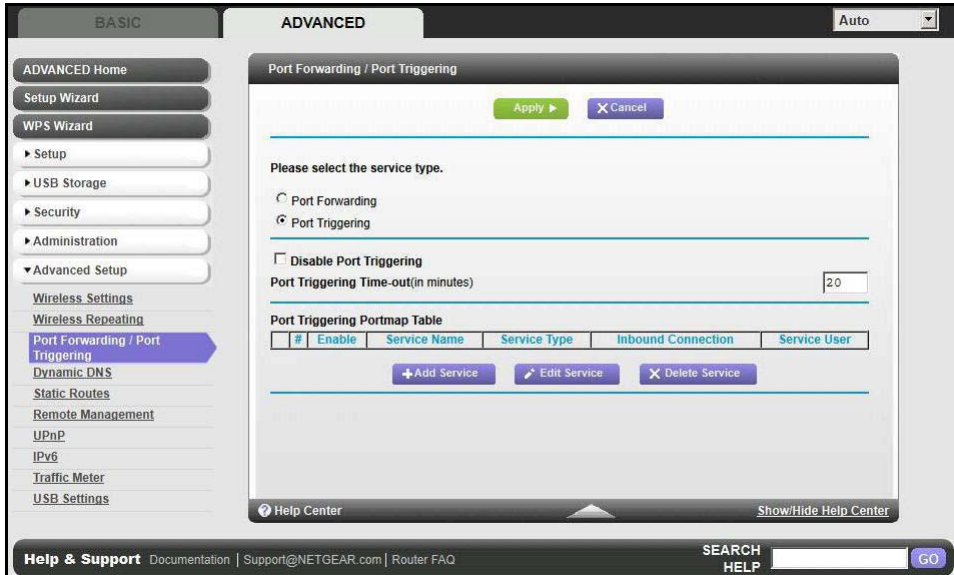 BASIC
ADVANCED
Auto
ADVANCED Home
Setup Wizard
WPS Wizard
Setup
USB Storage
Security
Administration
Advanced Setup
Wireless Settings
Wireless Repeating
Port Forwarding / Port
Triggering
Dynamic DNS
Static Routes
Remote Management
UPnP
IPv6
Traffic Meter
USB Settings
Port Forwarding / Port Triggering
Apply
Cancel
Please select the service type.
Port Forwarding
Port Triggering
Disable Port Triggering
Port Triggering Time-out(in minutes) 20
Port Triggering Portmap Table
# Enable Service Name Service Type Inbound Connection Service User
Add Service Edit Service Delete Service
Help Center Show/Hide Help Center
Help & Support Documentation | Support@NETGEAR.com | Router FAQ
SEARCH
HELP
GO